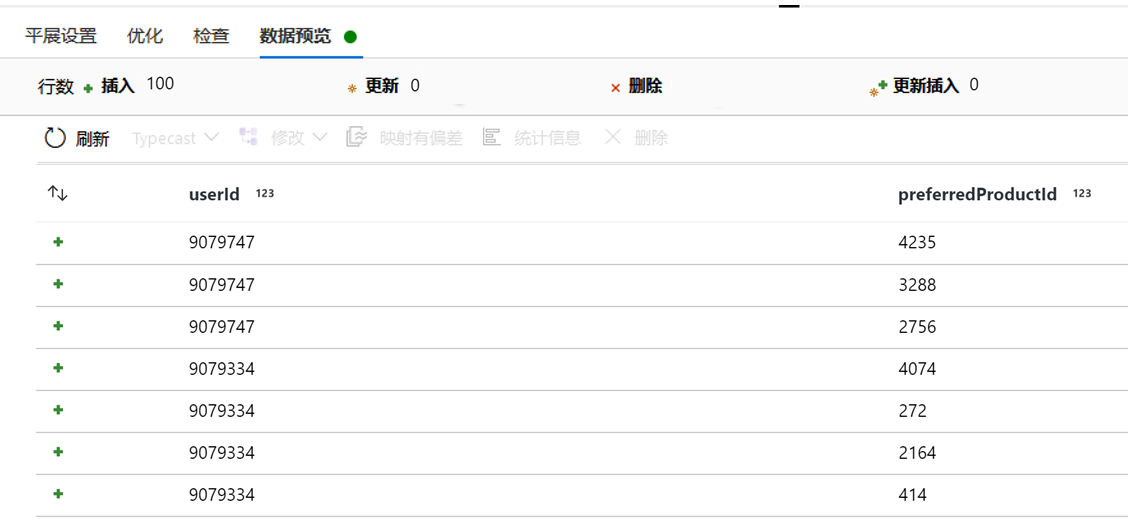 平展设置 优化 检查 数据预览
行数 插入 100 更新 0 删除 更新插入 0
刷新 Typecast 修改 映射有偏差 统计信息 删除
userId 123 preferredProductId 123
9079747 4235
9079747 3288
9079747 2756
9079334 4074
9079334 272
9079334 2164
9079334 414